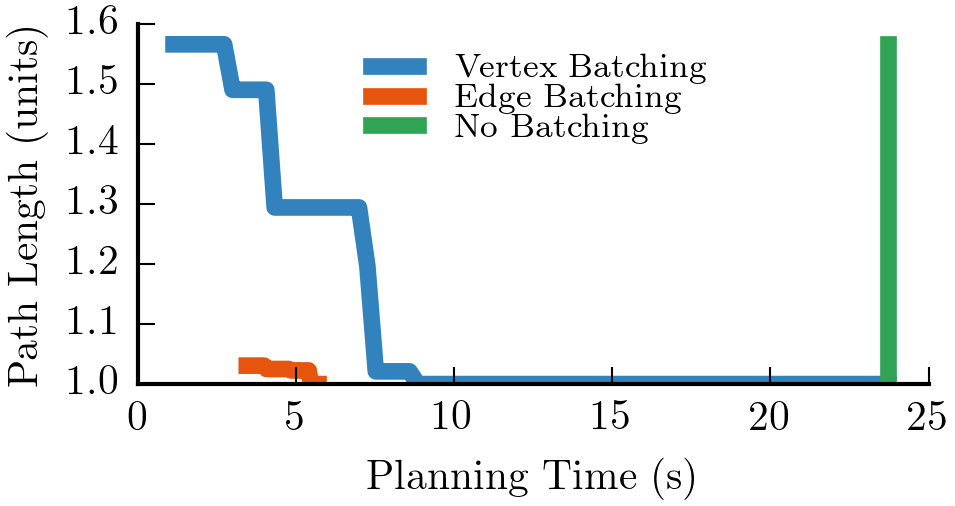 Path Length (units)
1.6
1.5
1.4
1.3
1.2
1.1
1.0
Vertex Batching
Edge Batching
No Batching
0 5 10 15 20 25
Planning Time (s)